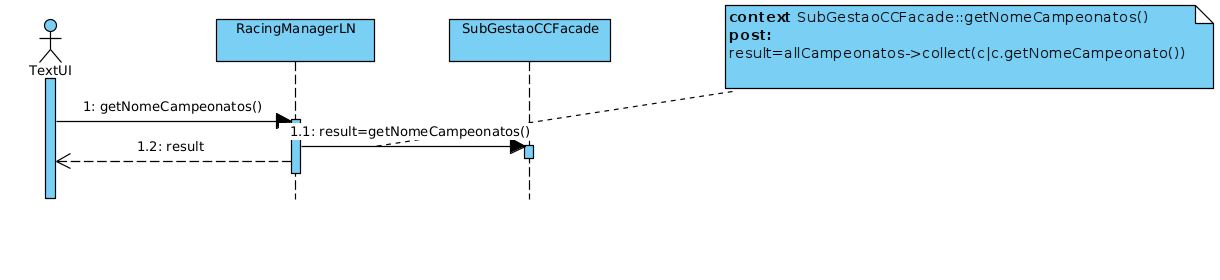 RacingManagerLN
SubGestaoCCFacade
context SubGestaoCCFacade::getNomeCampeonatos()
post:
result=allCampeonatos->collect(c|c.getNomeCampeonato())
TextUI
1: getNomeCampeonatos()
1.1: result=getNomeCampeonatos()
1.2: result